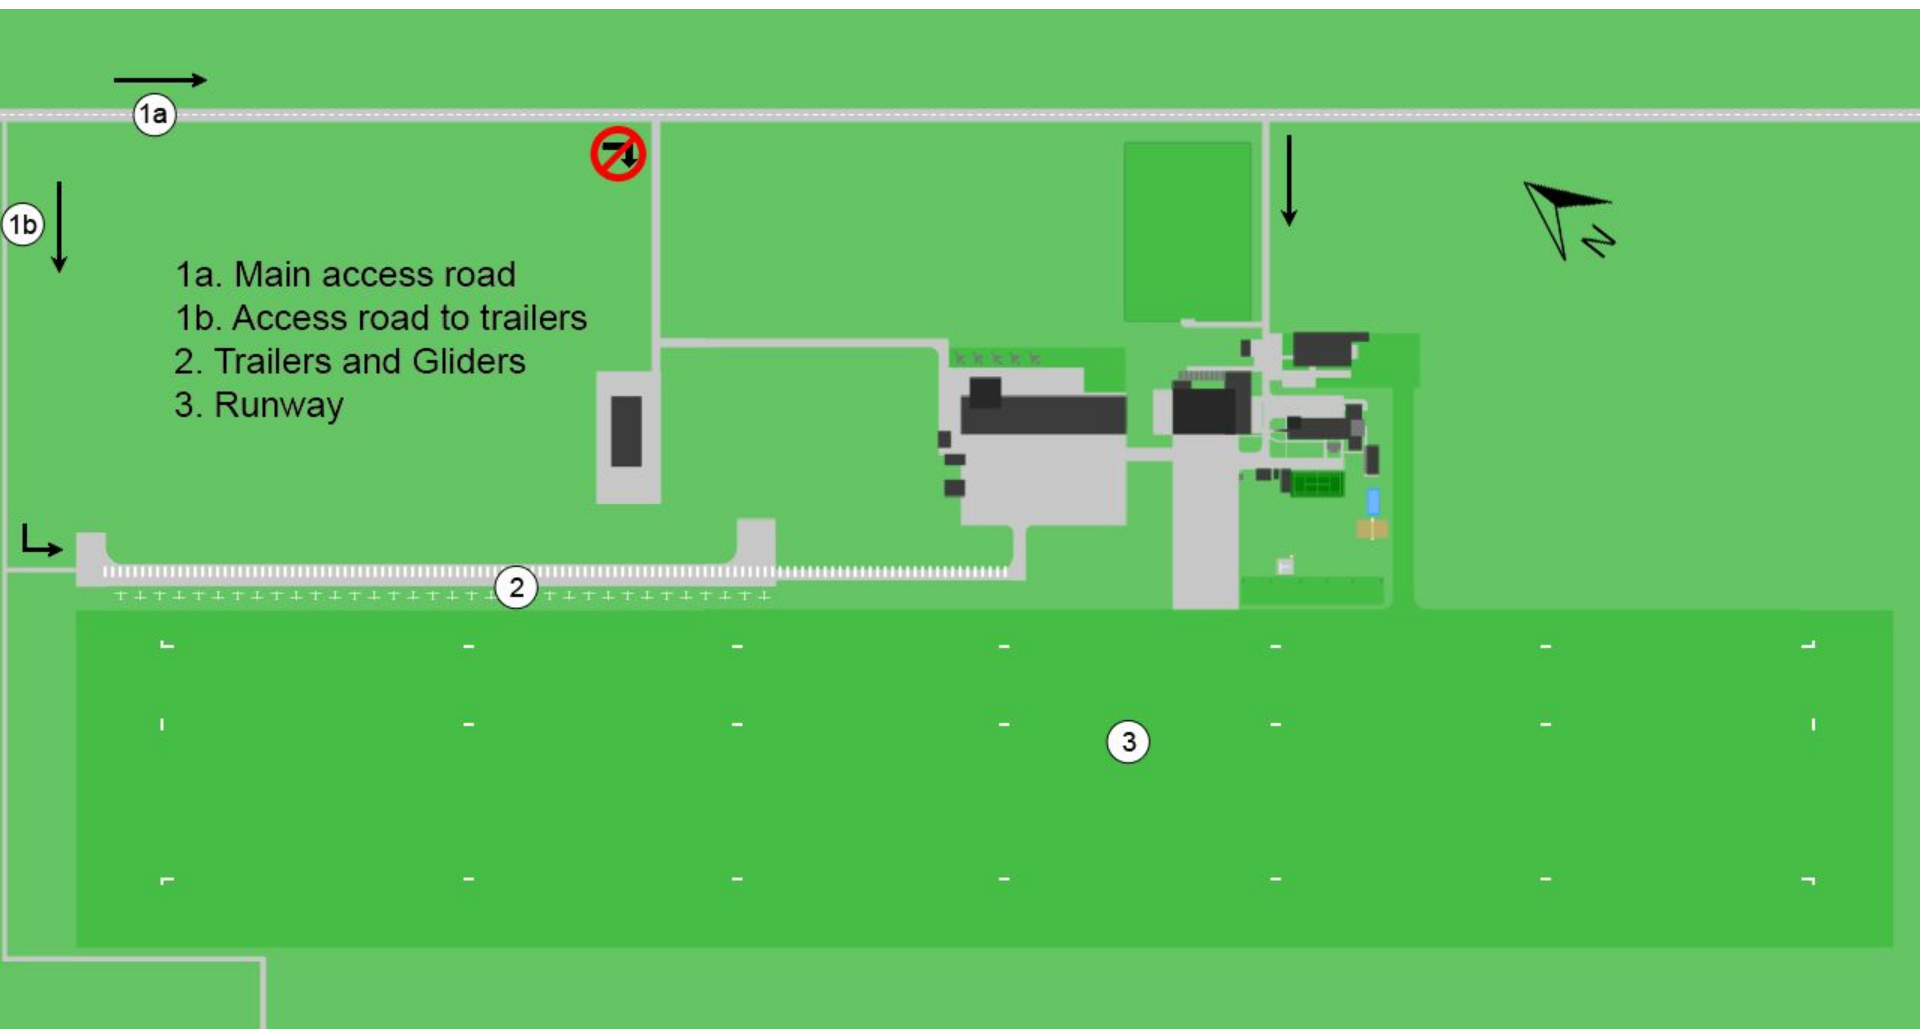 1a
1b
1a. Main access road
1b. Access road to trailers
2. Trailers and Gliders
3. Runway
N
2
3